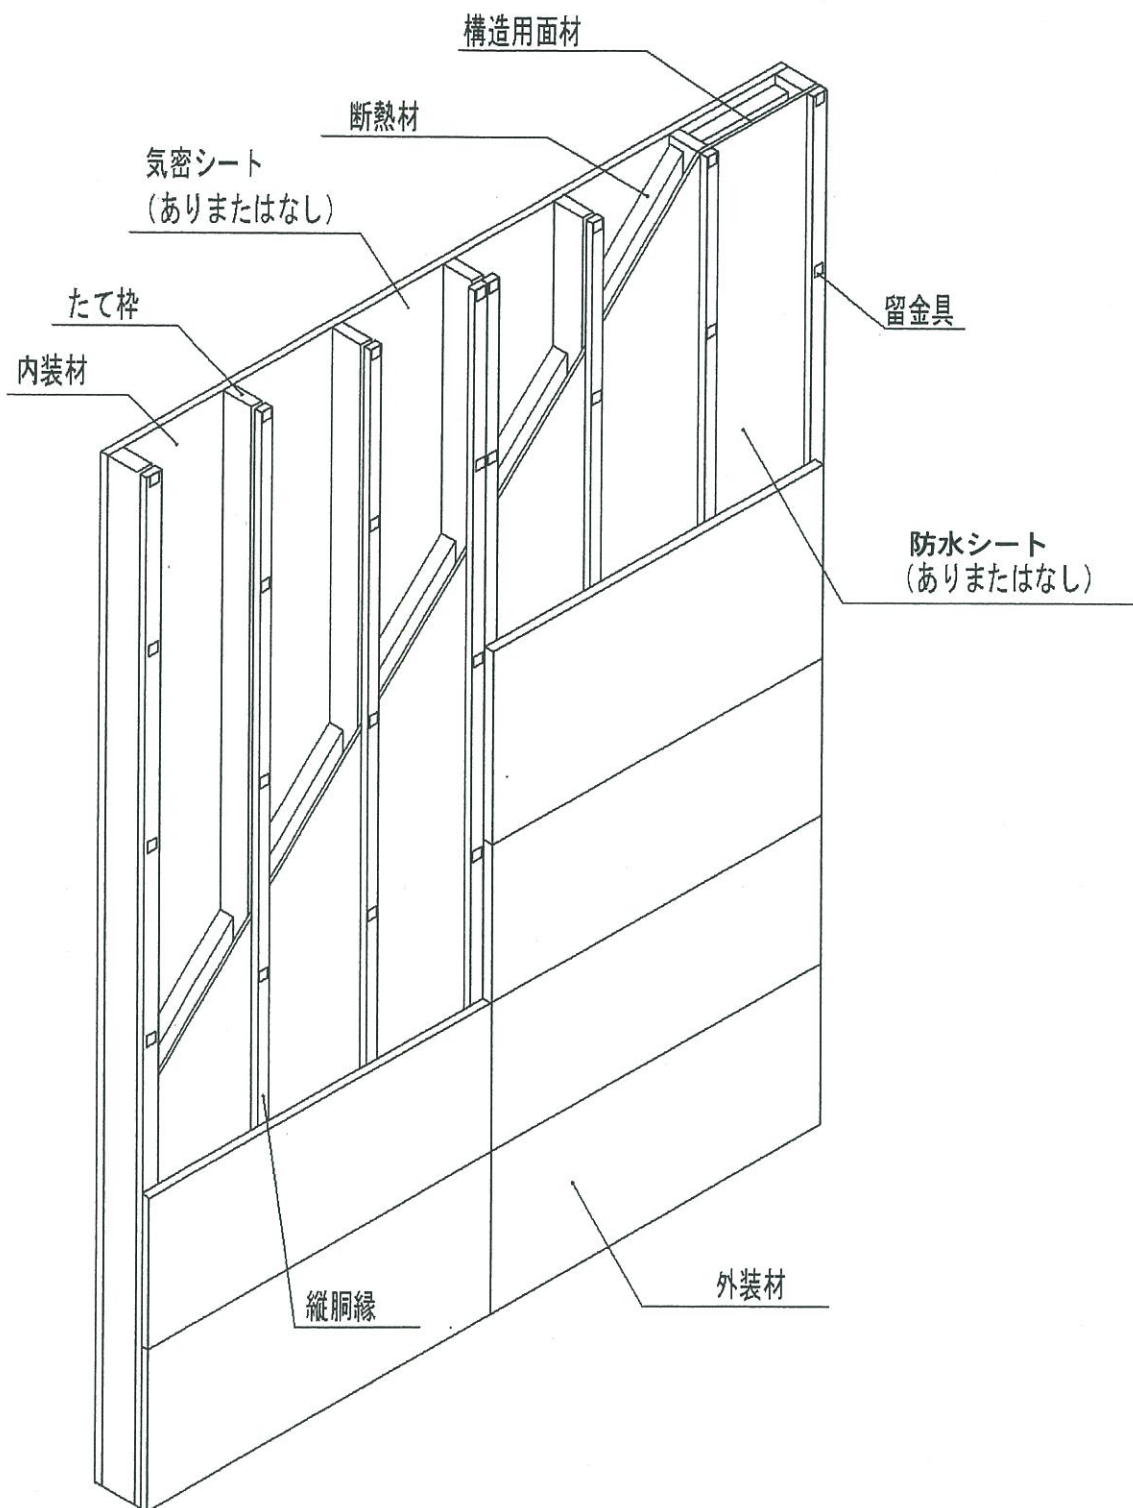 構造用面材
断熱材
気密シート
(ありまたはなし)
たて枠
内装材
留金具
防水シート
(ありまたはなし)
外装材
縦胴縁